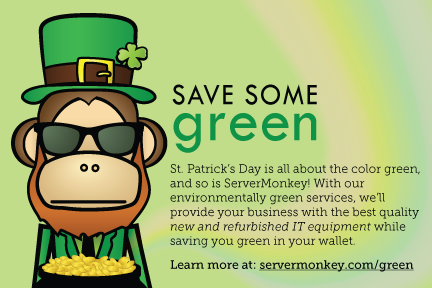 SAVE SOME
green
St. Patrick's Day is all about the color green,
and so is ServerMonkey! With our
environmentally green services, we'll
provide your business with the best quality
new and refurbished IT equipment while
saving you green in your wallet.
Learn more at: servermonkey.com/green